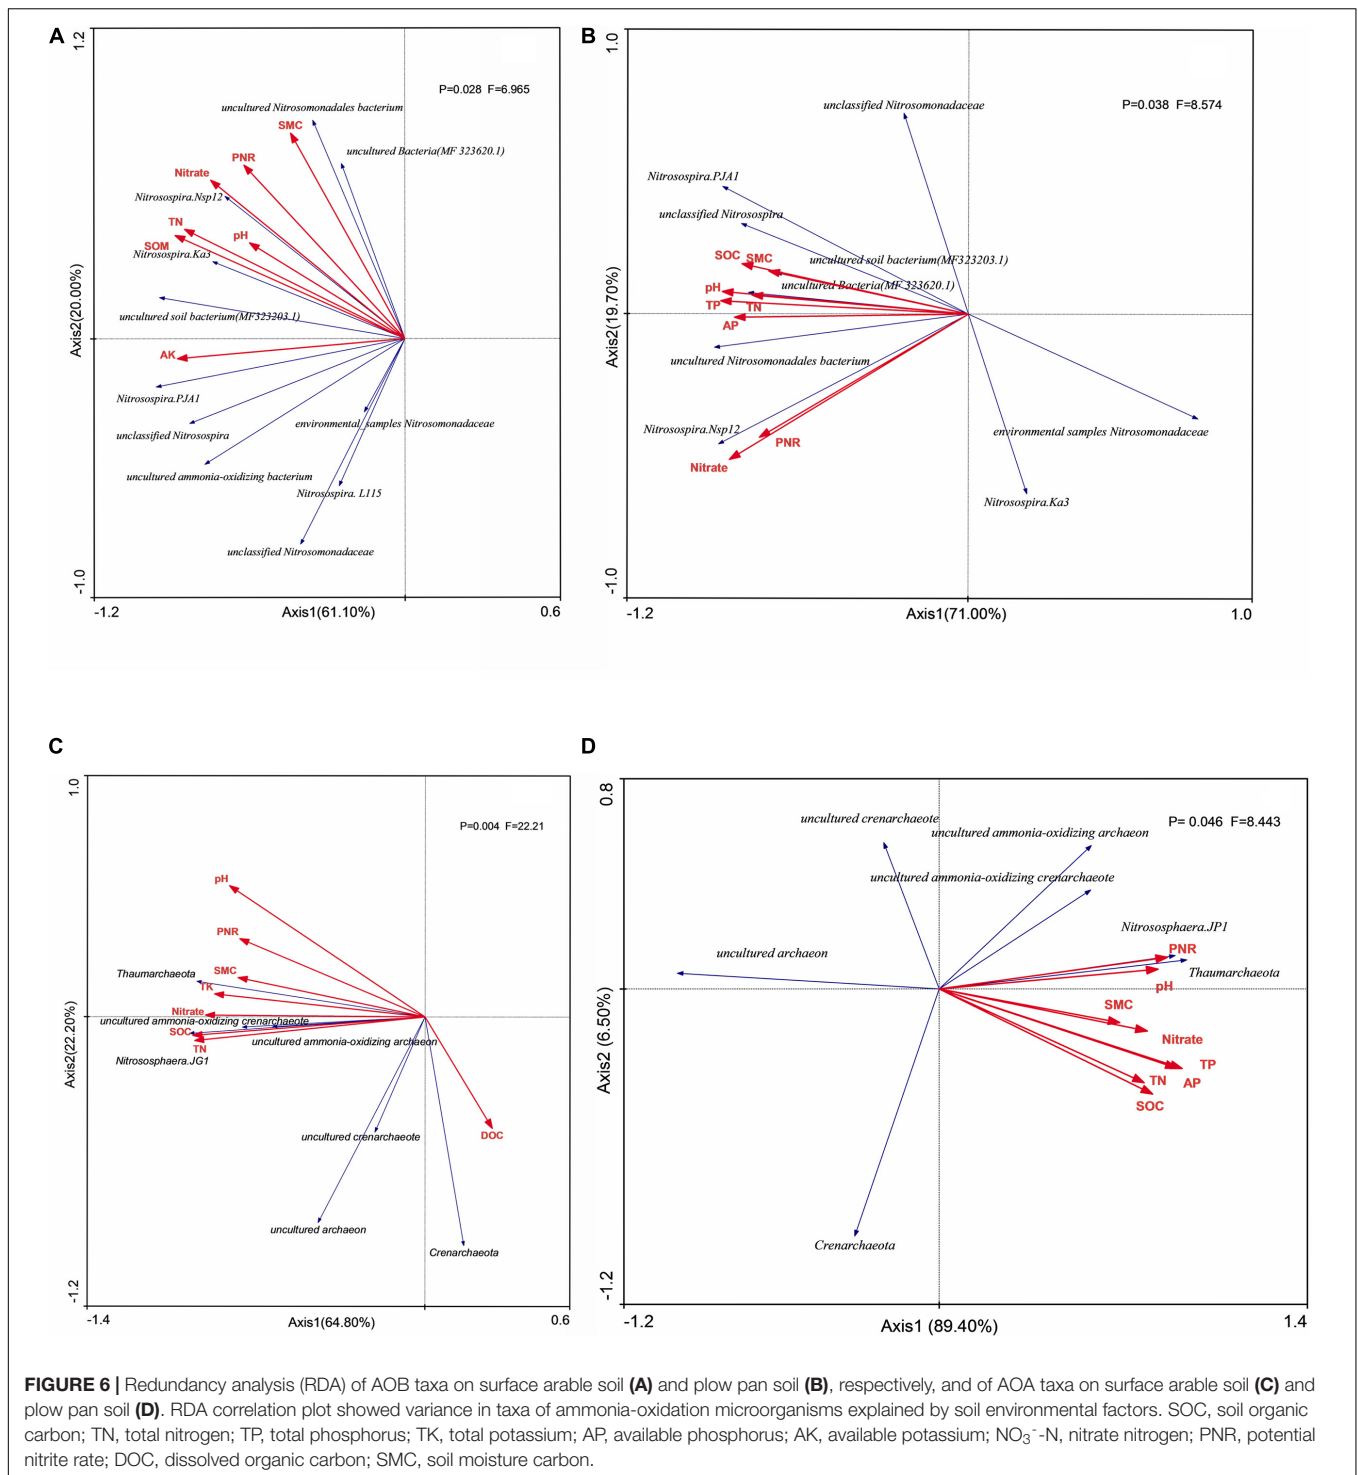 A
1.2
P=0.028 F=6.965
uncultured Nitrosomonadales bacterium
SMC
uncultured Bacteria(MF 323620.1)
PNR
Nitrate
Nitrosospira.Nsp12
TN
SOM
pH
Nitrosospira.Ka3
uncultured soil bacterium(MF323203.1)
AK
Nitrosospira.PJA1
environmental_samples Nitrosomonadaceae
unclassified Nitrosospira
uncultured ammonia-oxidizing bacterium
Nitrosospira. L115
unclassified Nitrosomonadaceae
Axis2(20.00%)
-1.0
-1.2
Axis1(61.10%)
0.6
B
1.0
unclassified Nitrosomonadaceae
P=0.038 F=8.574
Nitrosospira.PJA1
unclassified Nitrosospira
SOC
SMC
uncultured soil bacterium(MF323203.1)
pH
uncultured Bacteria(MF 323620.1)
TP
TN
AP
uncultured Nitrosomonadales bacterium
Nitrosospira.Nsp12
PNR
Nitrate
environmental samples Nitrosomonadaceae
Nitrosospira.Ka3
Axis2(19.70%)
-1.0
-1.2
Axis1(71.00%)
1.0
C
1.0
P=0.004 F=22.21
pH
PNR
SMC
Thaumarchaeota
TK
Nitrate
uncultured ammonia-oxidizing crenarchaeote
SOC
uncultured ammonia-oxidizing archaeon
TN
Nitrososphaera.JG1
uncultured crenarchaeote
DOC
uncultured archaeon
Crenarchaeota
Axis2(22.20%)
-1.2
-1.4
Axis1(64.80%)
0.6
D
0.8
uncultured crenarchaeote
P= 0.046 F=8.443
uncultured ammonia-oxidizing archaeon
uncultured ammonia-oxidizing crenarchaeote
Nitrososphaera.JP1
uncultured archaeon
PNR
Thaumarchaeota
pH
SMC
Nitrate
TP
TN
AP
SOC
Crenarchaeota
Axis2 (6.50%)
-1.2
-1.2
Axis1 (89.40%)
1.4
FIGURE 6 | Redundancy analysis (RDA) of AOB taxa on surface arable soil (A) and plow pan soil (B), respectively, and of AOA taxa on surface arable soil (C) and
plow pan soil (D). RDA correlation plot showed variance in taxa of ammonia-oxidation microorganisms explained by soil environmental factors. SOC, soil organic
carbon; TN, total nitrogen; TP, total phosphorus; TK, total potassium; AP, available phosphorus; AK, available potassium; NO₃⁻-N, nitrate nitrogen; PNR, potential
nitrite rate; DOC, dissolved organic carbon; SMC, soil moisture carbon.